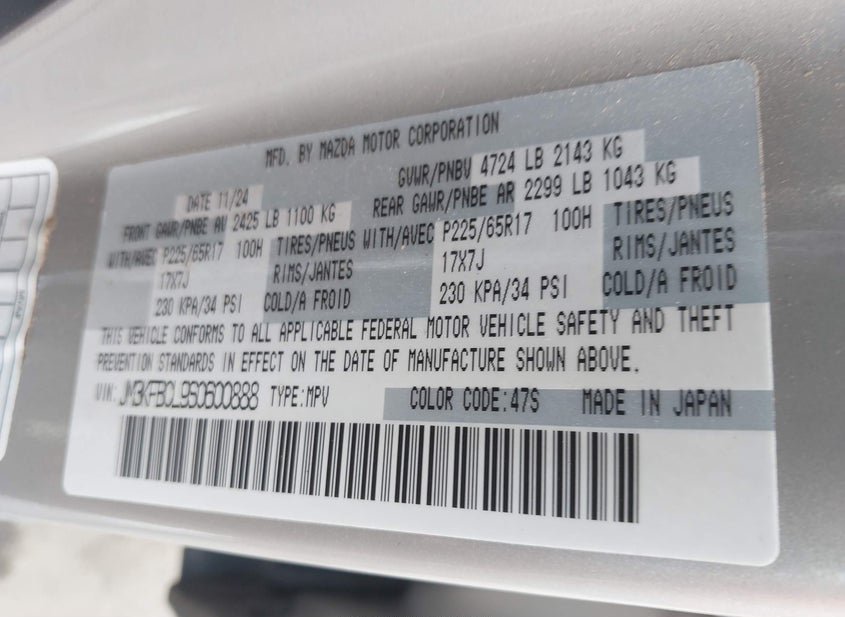 MFD. BY MAZDA MOTOR CORPORATION
DATE 11/24 GVWR/PNBV 4724 LB 2143 KG
FRONT GAWR/PNBE AV 2425 LB 1100 KG REAR GAWR/PNBE AR 2299 LB 1043 KG
WITH/AVEC P225/65R17 100H TIRES/PNEUS WITH/AVEC P225/65R17 100H TIRES/PNEUS
17X7J RIMS/JANTES 17X7J RIMS/JANTES
230 KPA/34 PSI COLD/A FROID 230 KPA/34 PSI COLD/A FROID
THIS VEHICLE CONFORMS TO ALL APPLICABLE FEDERAL MOTOR VEHICLE SAFETY AND THEFT
PREVENTION STANDARDS IN EFFECT ON THE DATE OF MANUFACTURE SHOWN ABOVE.
VIN: JM3KFBCL9S0600888 TYPE:MPV COLOR CODE:47S MADE IN JAPAN